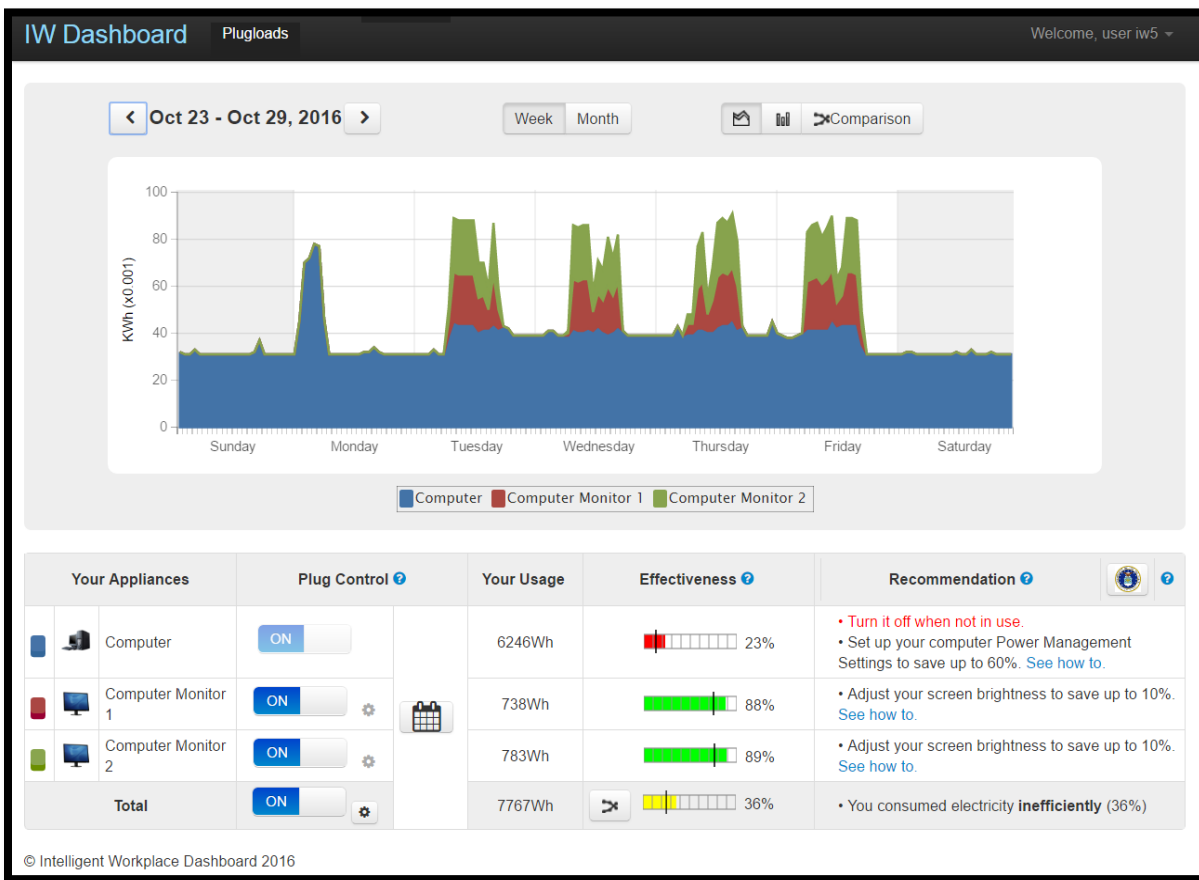 IW Dashboard Plugloads Welcome, user iw5
Oct 23 - Oct 29, 2016 Week Month Comparison
100
80
60
40
20
0
KWh (x0.001)
Sunday Monday Tuesday Wednesday Thursday Friday Saturday
Computer Computer Monitor 1 Computer Monitor 2
Your Appliances Plug Control ? Your Usage Effectiveness ? Recommendation ? ?
Computer ON 6246Wh 23%
• Turn it off when not in use.
• Set up your computer Power Management
Settings to save up to 60%. See how to.
Computer Monitor
1
ON 738Wh 88%
• Adjust your screen brightness to save up to 10%.
See how to.
Computer Monitor
2
ON 783Wh 89%
• Adjust your screen brightness to save up to 10%.
See how to.
Total ON 7767Wh 36% • You consumed electricity inefficiently (36%)
© Intelligent Workplace Dashboard 2016